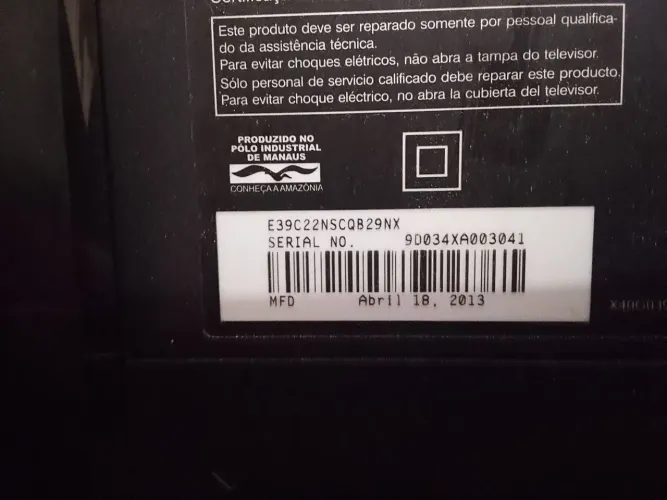 Este produto deve ser reparado somente por pessoal qualifica-
do da assistência técnica.
Para evitar choques elétricos, não abra a tampa do televisor.
Sólo personal de servicio calificado debe reparar este producto.
Para evitar choque eléctrico, no abra la cubierta del televisor.
PRODUZIDO NO
PÓLO INDUSTRIAL
DE MANAUS
CONHEÇA A AMAZÔNIA
E39C22NSCQB29NX
SERIAL NO. 9D034XA003041
MFD Abril 18, 2013